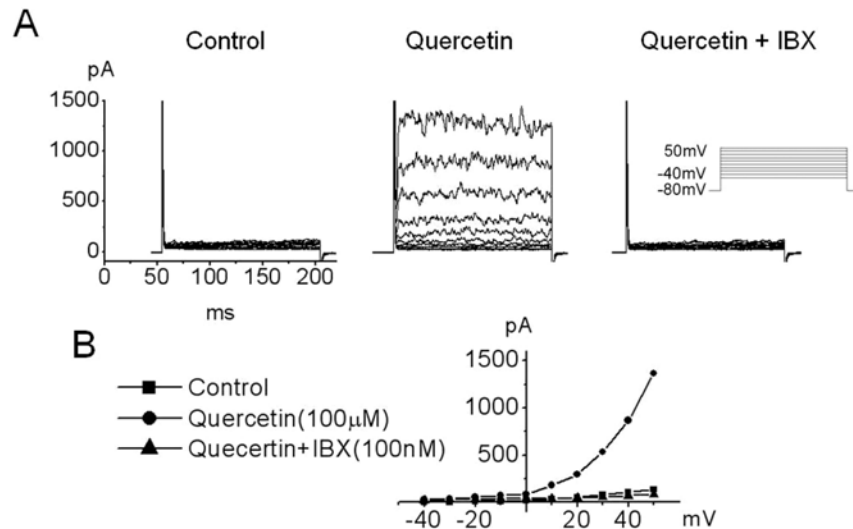 A
Control
Quercetin
Quercetin + IBX
pA
1500
1000
500
0
0 50 100 150 200
ms
50mV
-40mV
-80mV
B
Control
Quercetin(100μM)
Quecertin+IBX(100nM)
pA
1500
1000
500
-40 -20 20 40 mV